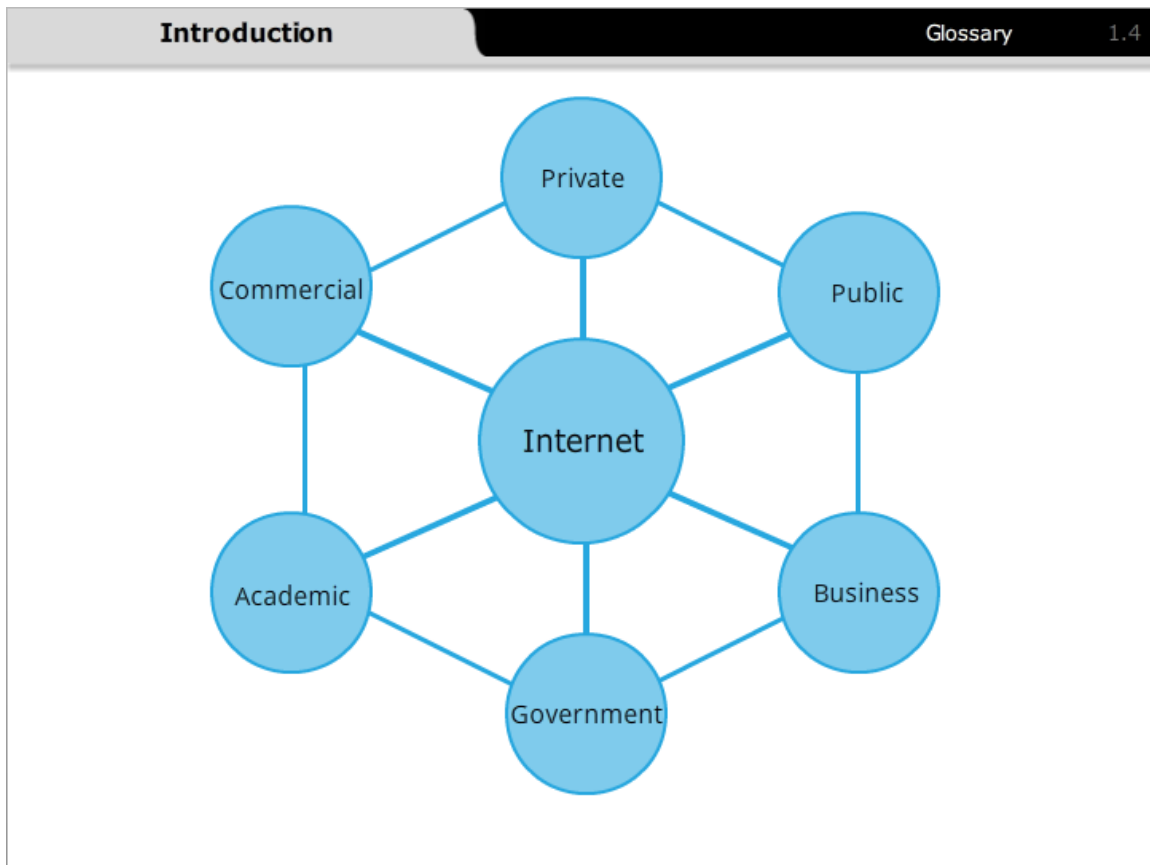 Introduction
Glossary 1.4
Private
Commercial
Public
Internet
Academic
Business
Government